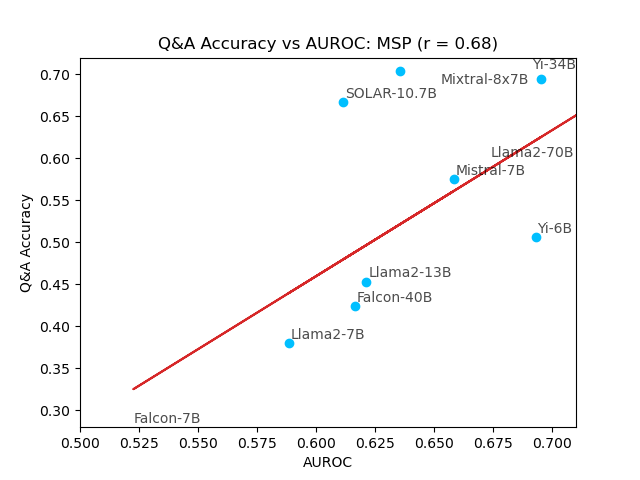 Q&A Accuracy vs AUROC: MSP (r = 0.68)
Yi-34B
Mixtral-8x7B
SOLAR-10.7B
Llama2-70B
Mistral-7B
Yi-6B
Llama2-13B
Falcon-40B
Llama2-7B
Falcon-7B
Q&A Accuracy
0.70
0.65
0.60
0.55
0.50
0.45
0.40
0.35
0.30
0.500 0.525 0.550 0.575 0.600 0.625 0.650 0.675 0.700
AUROC